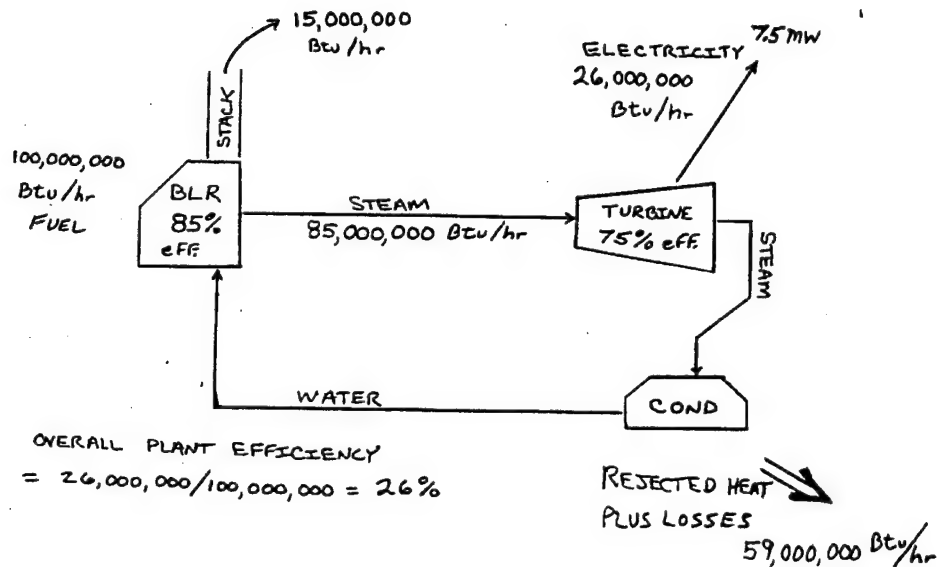 15,000,000
Btu/hr
7.5 MW
ELECTRICITY
26,000,000
Btu/hr
STACK
100,000,000
Btu/hr
FUEL
BLR
85%
eFF.
STEAM
85,000,000 Btu/hr
TURBINE
75% eff.
STEAM
WATER
COND
OVERALL PLANT EFFICIENCY
= 26,000,000/100,000,000 = 26%
REJECTED HEAT
PLUS LOSSES
59,000,000 Btu/hr